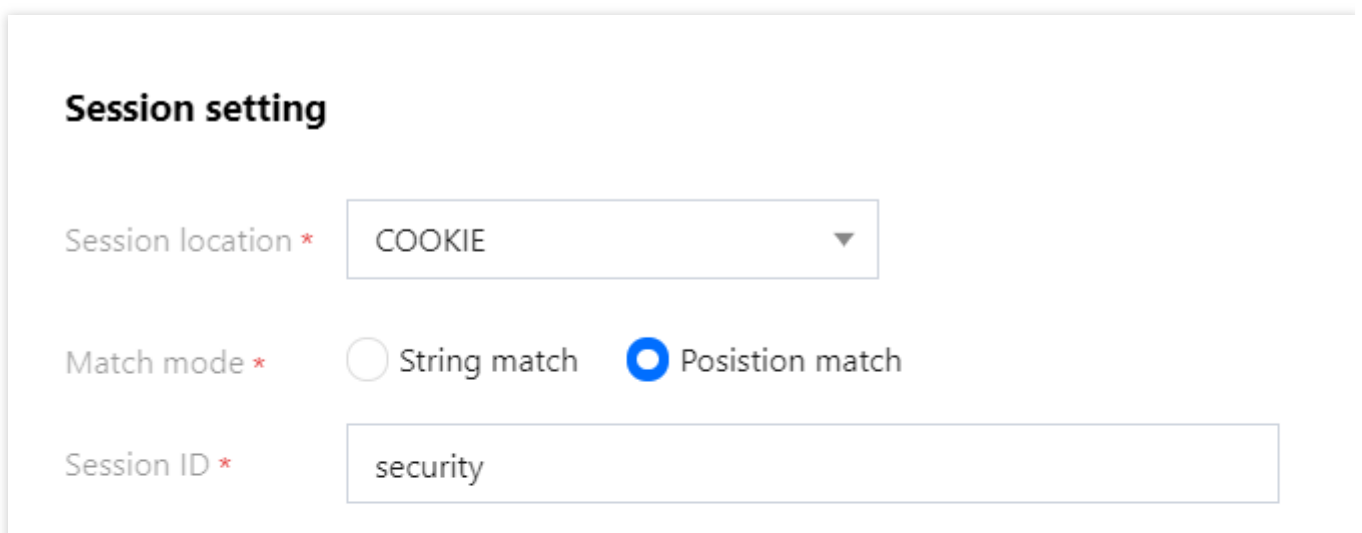 Session setting
Session location * COOKIE
Match mode * String match Posistion match
Session ID * security